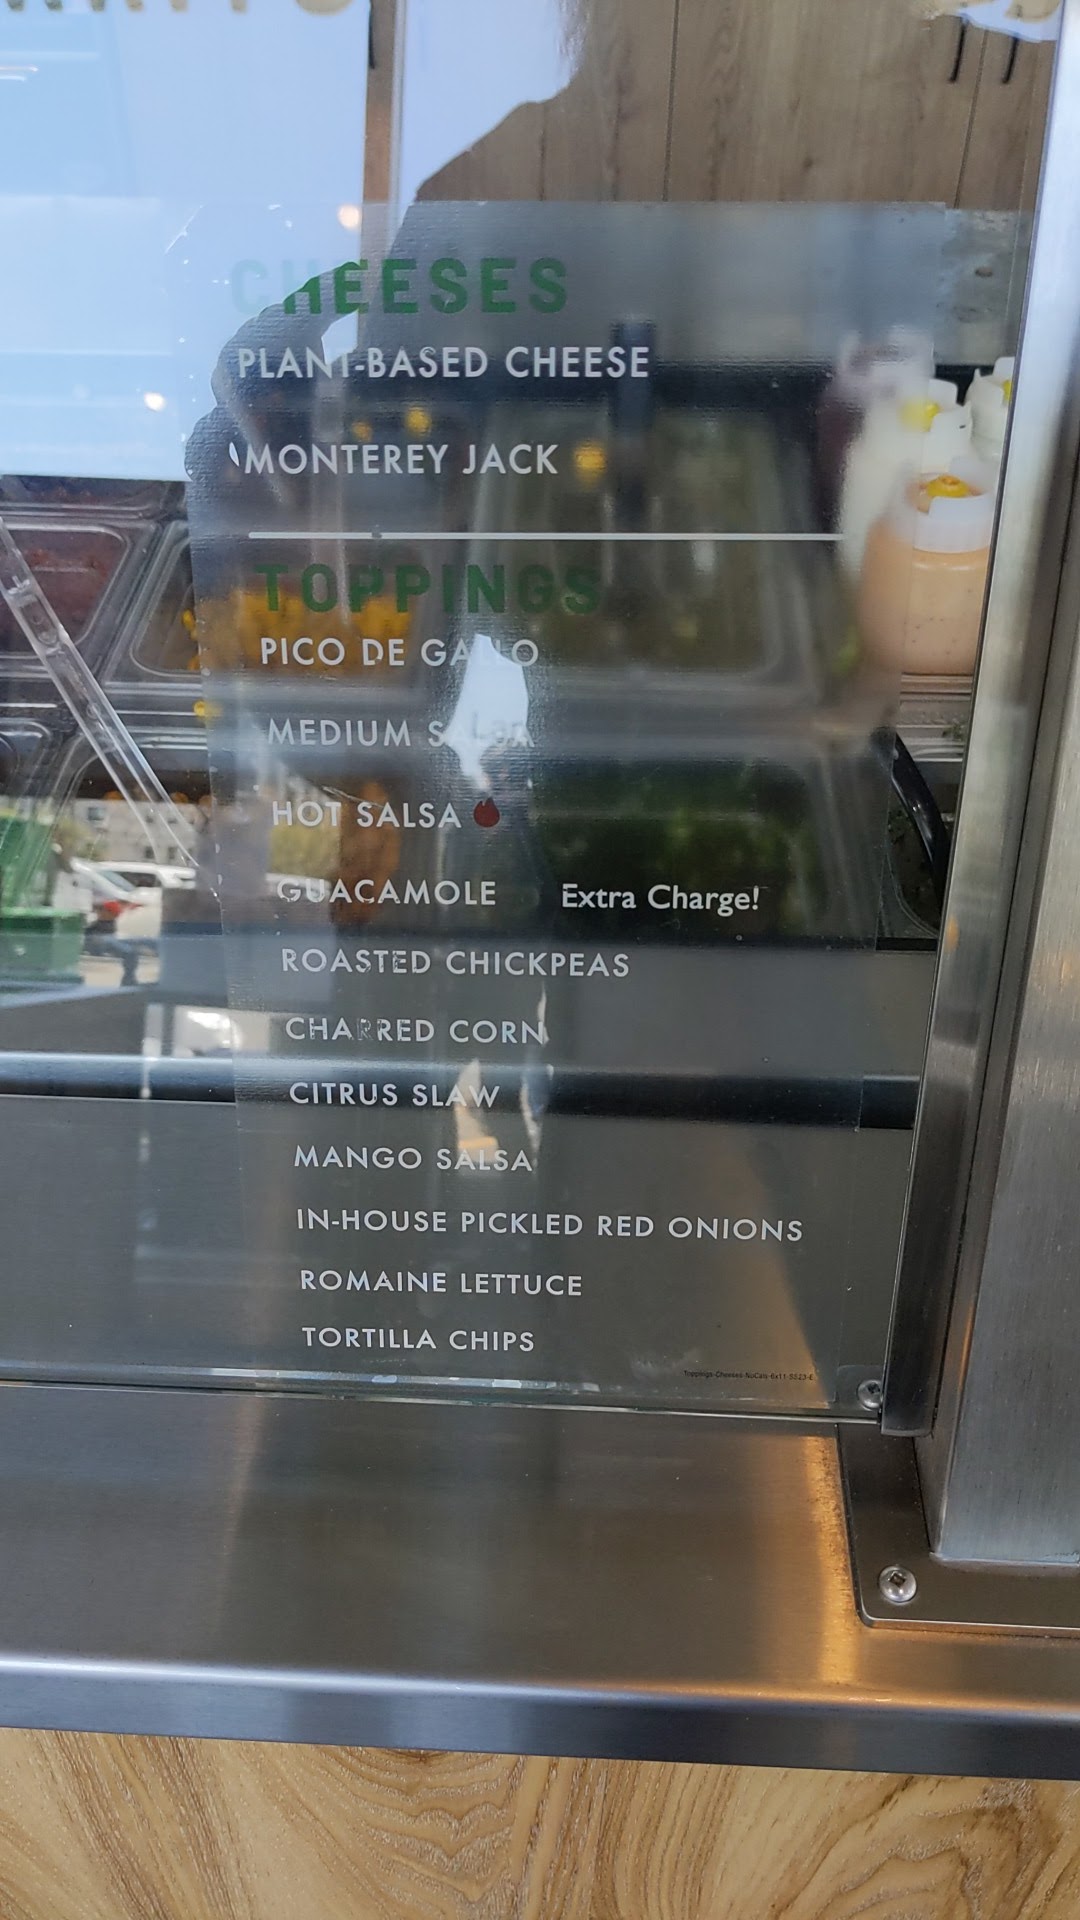 CHEESES
PLANT-BASED CHEESE
MONTEREY JACK
TOPPINGS
PICO DE GALLO
MEDIUM SALSA
HOT SALSA
GUACAMOLE Extra Charge!
ROASTED CHICKPEAS
CHARRED CORN
CITRUS SLAW
MANGO SALSA
IN-HOUSE PICKLED RED ONIONS
ROMAINE LETTUCE
TORTILLA CHIPS